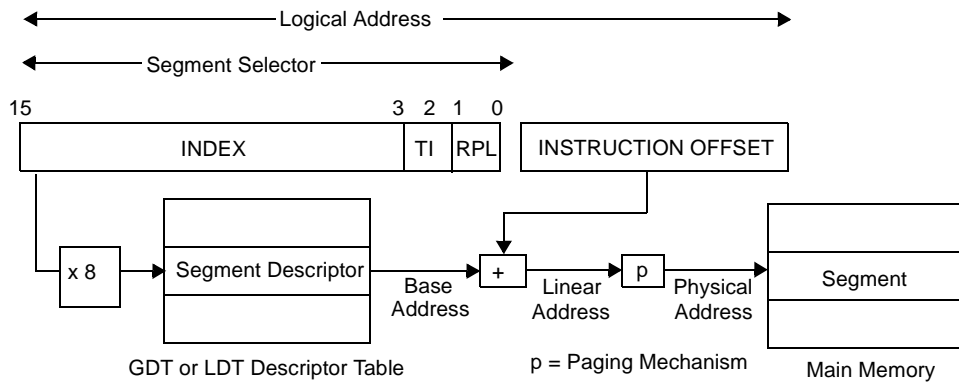 Logical Address
Segment Selector
15 3 2 1 0
INDEX TI RPL INSTRUCTION OFFSET
x 8 Segment Descriptor + p Segment
Base Address
Linear Address
Physical Address
GDT or LDT Descriptor Table
p = Paging Mechanism
Main Memory